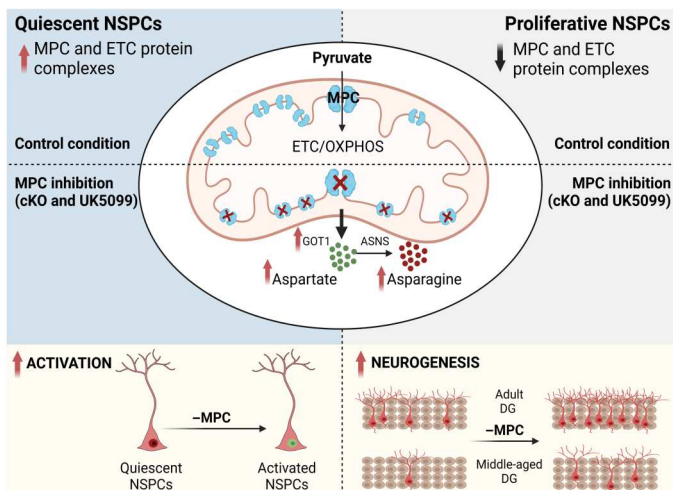 Quiescent NSPCs
MPC and ETC protein
complexes
Proliferative NSPCs
MPC and ETC
protein complexes
Pyruvate
MPC
ETC/OXPHOS
Control condition
Control condition
MPC inhibition
(cKO and UK5099)
MPC inhibition
(cKO and UK5099)
GOT1
ASNS
Aspartate
Asparagine
ACTIVATION
–MPC
Quiescent
NSPCs
Activated
NSPCs
NEUROGENESIS
Adult
DG
–MPC
Middle-aged
DG